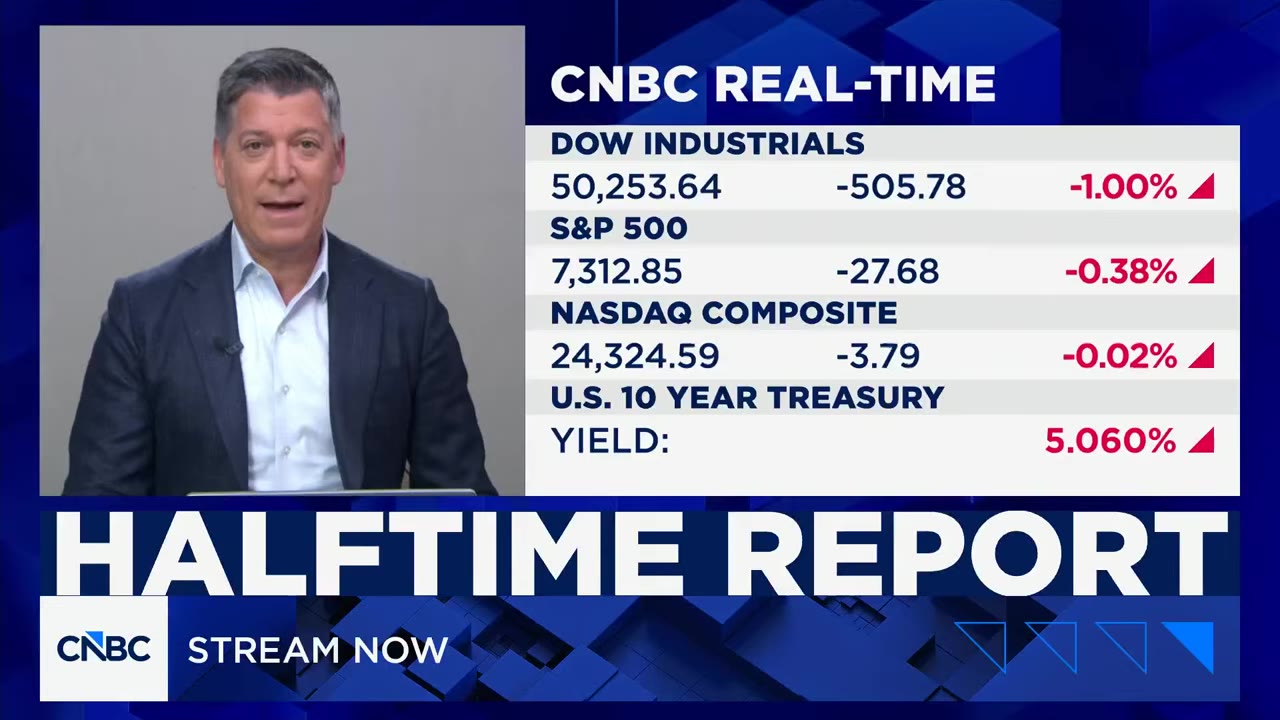 CNBC REAL-TIME
DOW INDUSTRIALS
50,253.64 -505.78 -1.00%
S&P 500
7,312.85 -27.68 -0.38%
NASDAQ COMPOSITE
24,324.59 -3.79 -0.02%
U.S. 10 YEAR TREASURY
YIELD: 5.060%
HALFTIME REPORT
CNBC STREAM NOW